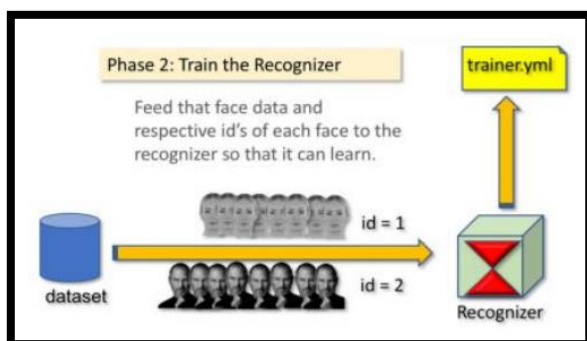 Phase 2: Train the Recognizer
trainer.yml
Feed that face data and
respective id's of each face to the
recognizer so that it can learn.
id = 1
id = 2
dataset
Recognizer